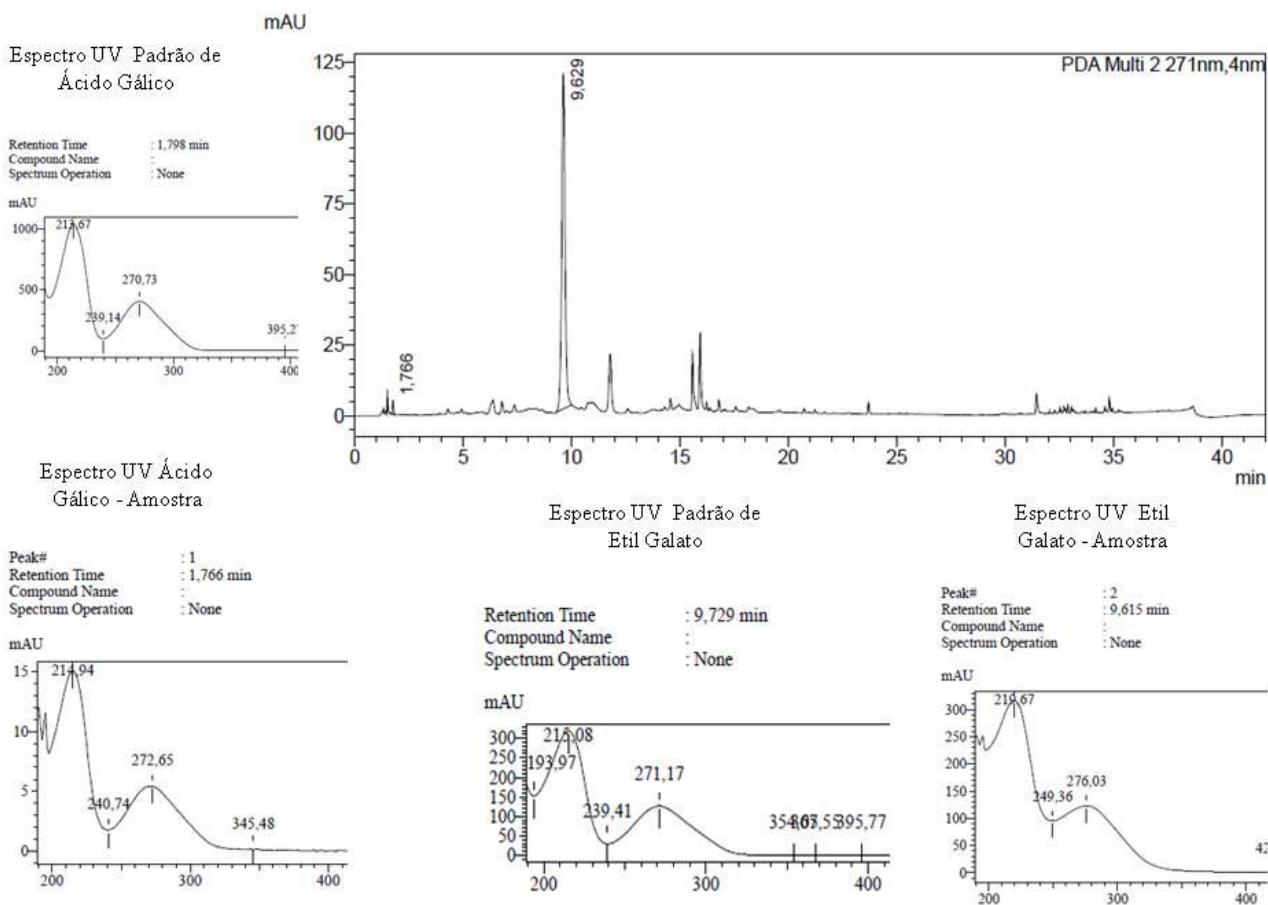 mAU
Espectro UV Padrão de
Ácido Gálico
Retention Time : 1,798 min
Compound Name :
Spectrum Operation : None
mAU
1000
500
0
270,73
239,14
200 300 400
PDA Multi 2 271nm,4nm
125
100
75
50
25
0
9,629
1,766
0 5 10 15 20 25 30 35 40
min
Espectro UV Ácido
Gálico - Amostra
Peak# : 1
Retention Time : 1,766 min
Compound Name :
Spectrum Operation : None
mAU
15
10
5
0
214,94
272,65
240,74
345,48
200 300 400
Espectro UV Padrão de
Etil Galato
Retention Time : 9,729 min
Compound Name :
Spectrum Operation : None
mAU
300
250
200
150
100
50
0
193,97
215,08
239,41
271,17
395,77
200 300 400
Espectro UV Etil
Galato - Amostra
Peak# : 2
Retention Time : 9,615 min
Compound Name :
Spectrum Operation : None
mAU
300
250
200
150
100
50
0
219,67
249,36
276,03
42
200 300 400